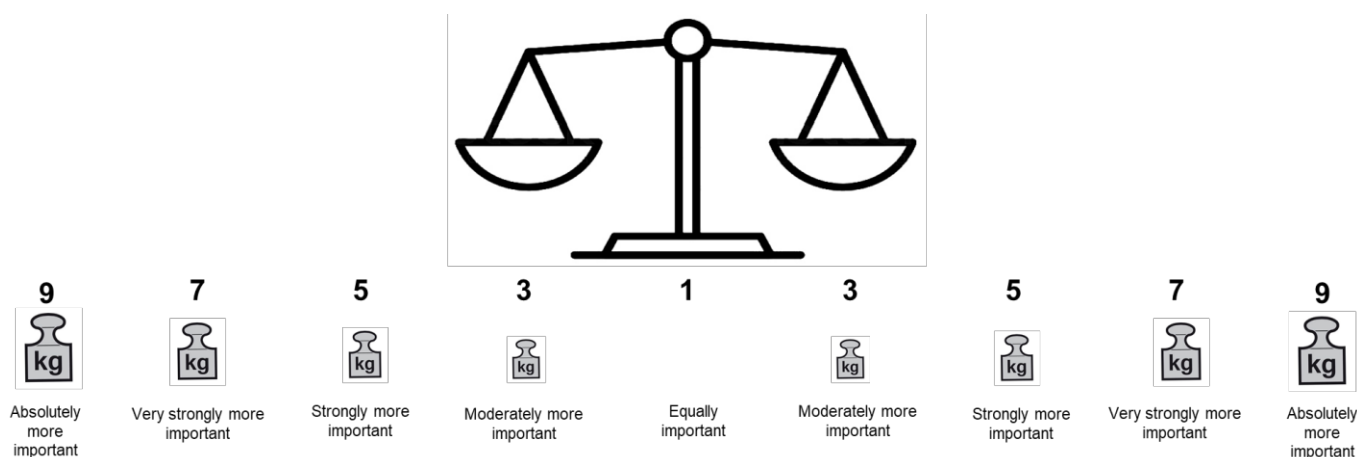 9 7 5 3 1 3 5 7 9
kg kg kg kg kg kg kg kg
Absolutely
more
important
Very strongly more
important
Strongly more
important
Moderately more
important
Equally
important
Moderately more
important
Strongly more
important
Very strongly more
important
Absolutely
more
important